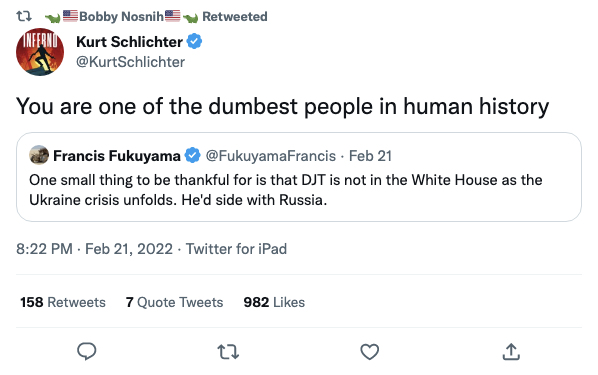 🦖🇺🇸Bobby Nosnih🇺🇸🦖 Retweeted
INFERNO
Kurt Schlichter
@KurtSchlichter
You are one of the dumbest people in human history
Francis Fukuyama @FukuyamaFrancis · Feb 21
One small thing to be thankful for is that DJT is not in the White House as the
Ukraine crisis unfolds. He'd side with Russia.
8:22 PM · Feb 21, 2022 · Twitter for iPad
158 Retweets 7 Quote Tweets 982 Likes